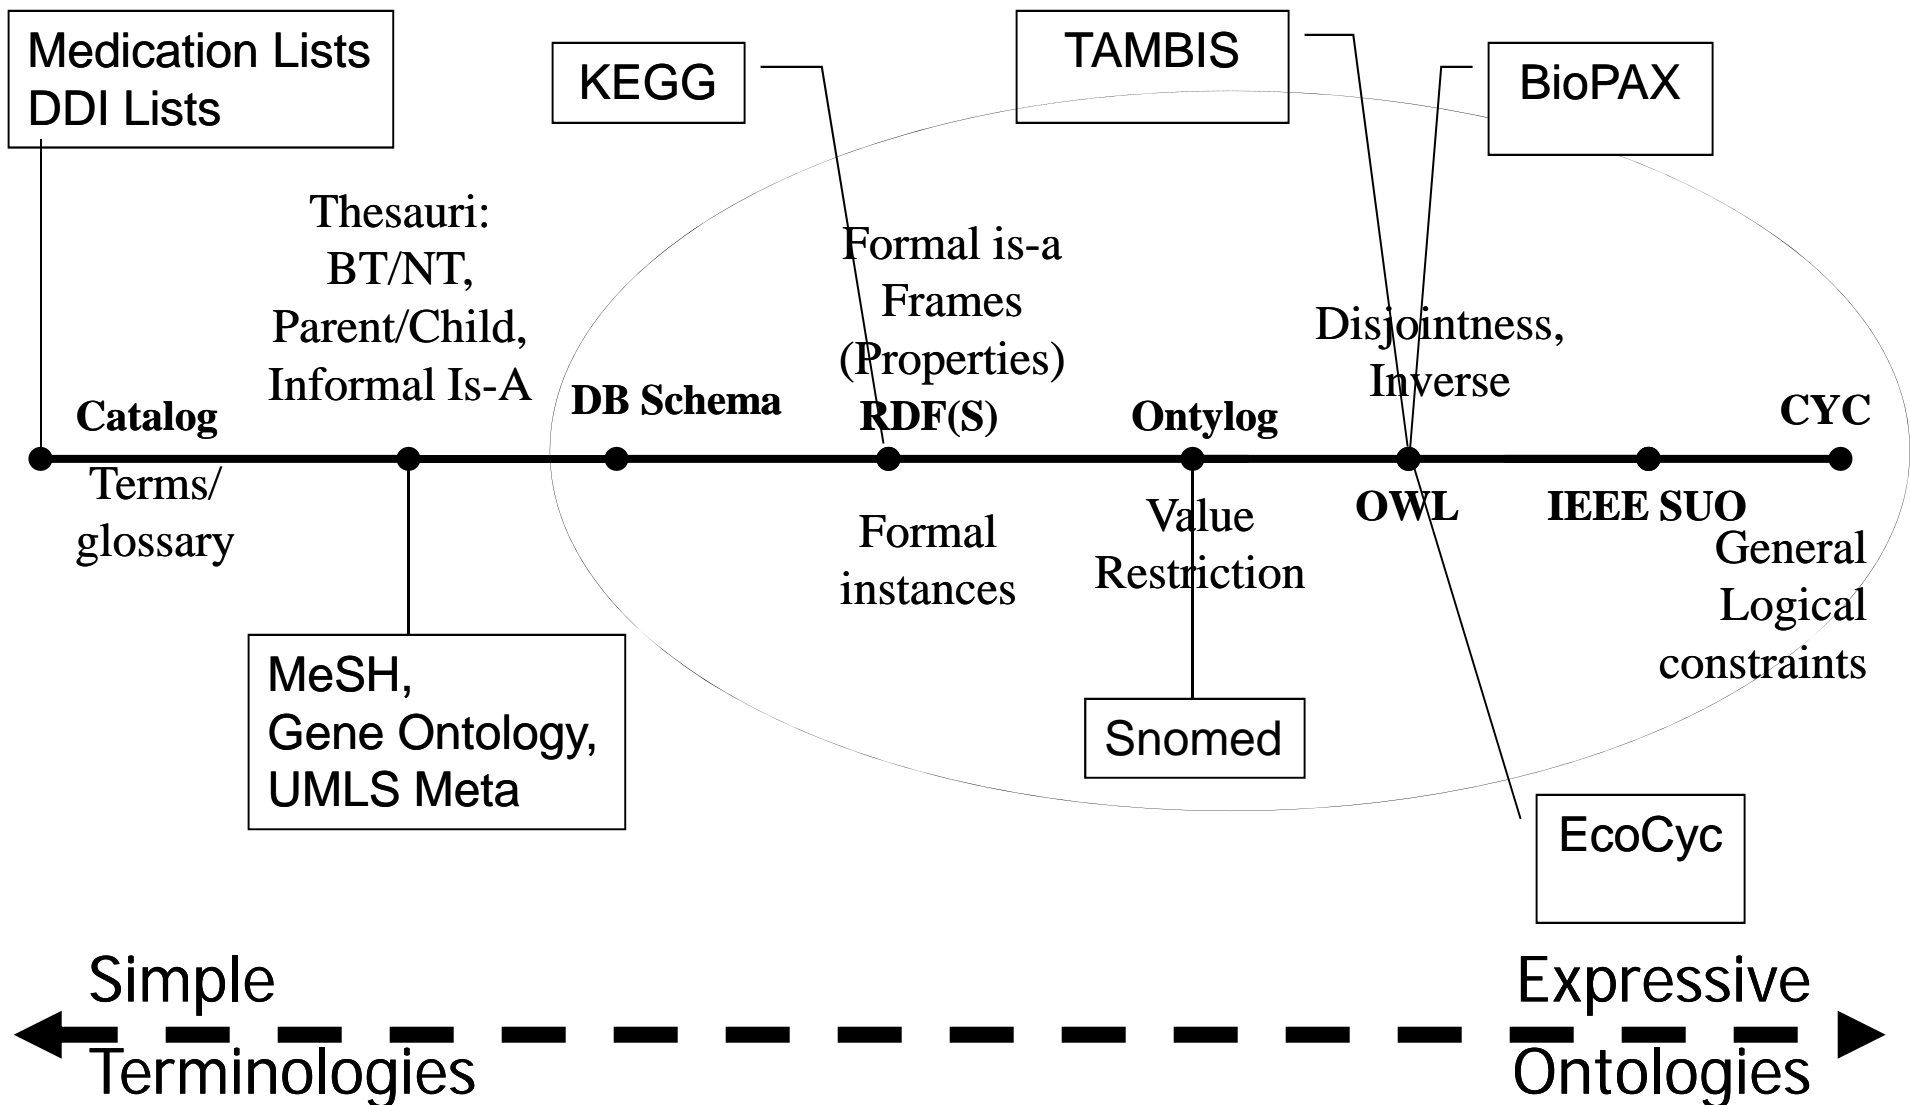 Medication Lists
DDI Lists
KEGG
TAMBIS
BioPAX
Thesauri:
BT/NT,
Parent/Child,
Informal Is-A
Formal is-a
Frames
(Properties)
Disjointness,
Inverse
Catalog
DB Schema
RDF(S)
Ontylog
CYC
Terms/
glossary
Formal
instances
Value
Restriction
OWL
IEEE SUO
General
Logical
constraints
MeSH,
Gene Ontology,
UMLS Meta
Snomed
EcoCyc
Simple
Terminologies
Expressive
Ontologies